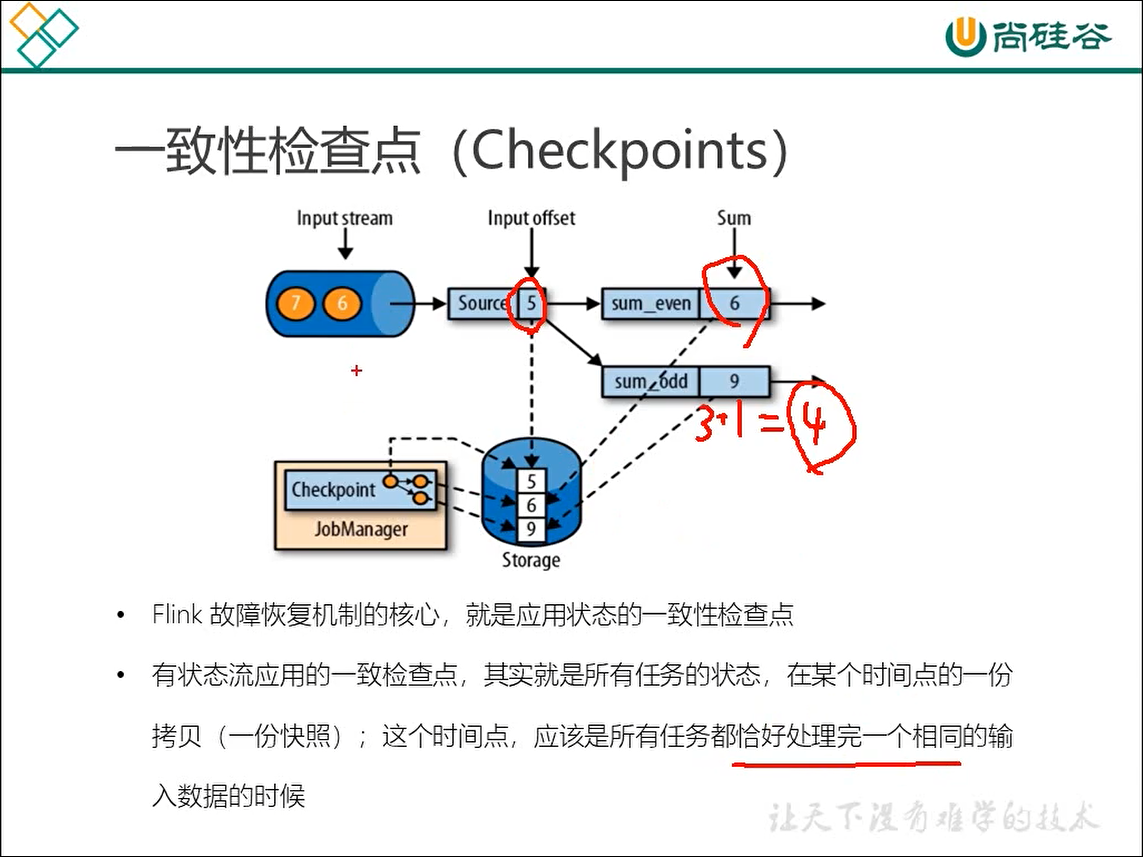 尚硅谷
一致性检查点（Checkpoints）
Input stream
Input offset
Sum
7
6
Source
5
sum_even
6
sum_odd
9
3+1=4
Checkpoint
JobManager
5
6
9
Storage
• Flink 故障恢复机制的核心，就是应用状态的一致性检查点
• 有状态流应用的一致检查点，其实就是所有任务的状态，在某个时间点的一份
拷贝（一份快照）；这个时间点，应该是所有任务都恰好处理完一个相同的输
入数据的时候
让天下没有难学的技术